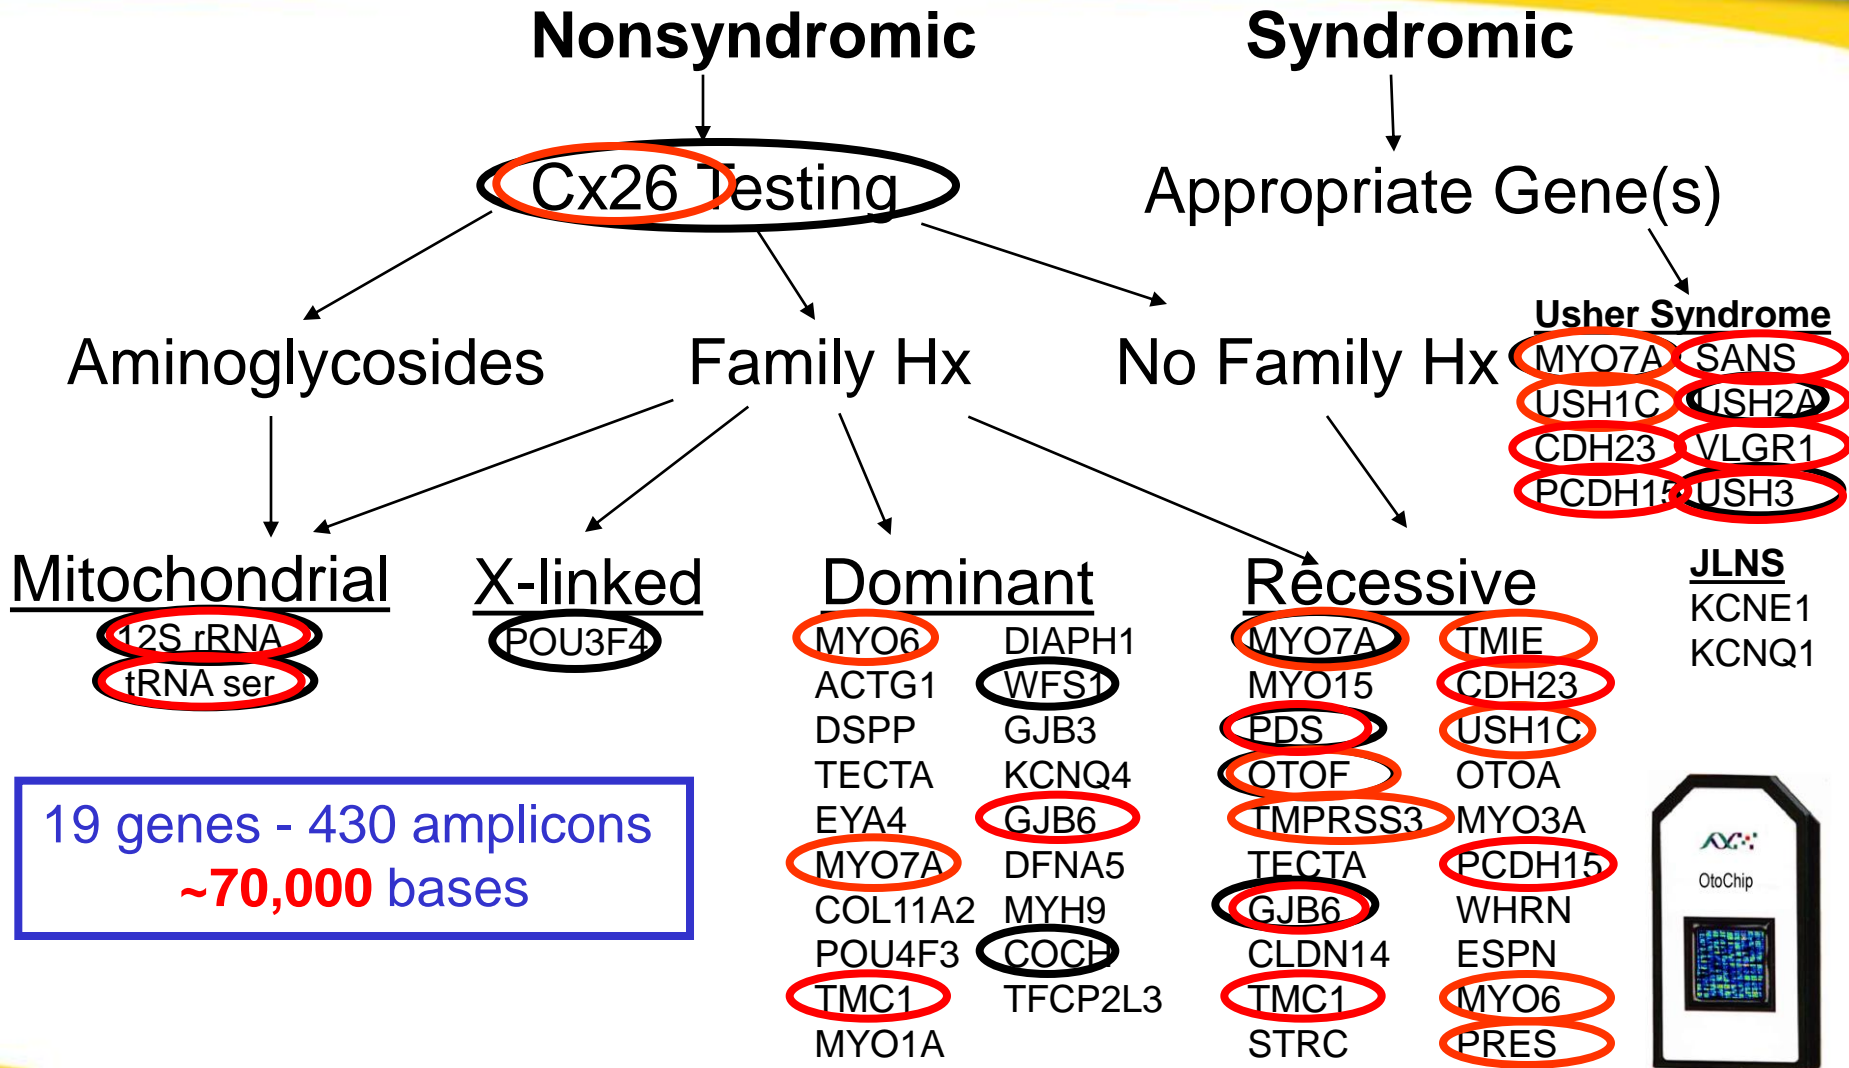 Nonsyndromic
Syndromic
Cx26 Testing
Appropriate Gene(s)
Aminoglycosides
Family Hx
No Family Hx
Usher Syndrome
MYO7A SANS
USH1C USH2A
CDH23 VLGR1
PCDH15 USH3
JLNS
KCNE1
KCNQ1
Mitochondrial
12S rRNA
tRNA ser
X-linked
POU3F4
Dominant
MYO6 DIAPH1
ACTG1 WFS1
DSPP GJB3
TECTA KCNQ4
EYA4 GJB6
MYO7A DFNA5
COL11A2 MYH9
POU4F3 COCH
TMC1 TFCP2L3
MYO1A
Recessive
MYO7A TMIE
MYO15 CDH23
PDS USH1C
OTOF OTOA
TMPRSS3 MYO3A
TECTA PCDH15
GJB6 WHRN
CLDN14 ESPN
TMC1 MYO6
STRC PRES
19 genes - 430 amplicons
~70,000 bases
OtoChip